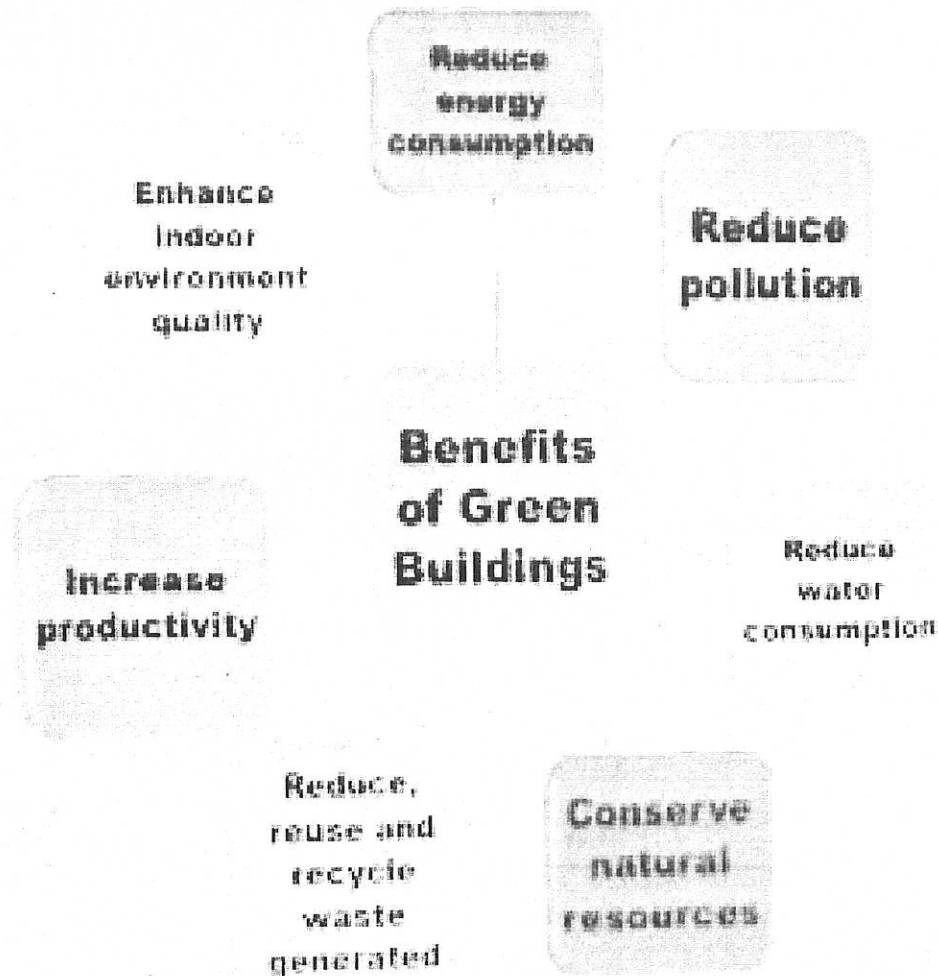 Reduce
energy
consumption
Reduce
pollution
Enhance
indoor
environment
quality
Benefits
of Green
Buildings
Reduce
water
consumption
Increase
productivity
Reduce,
reuse and
recycle
waste
generated
Conserve
natural
resources